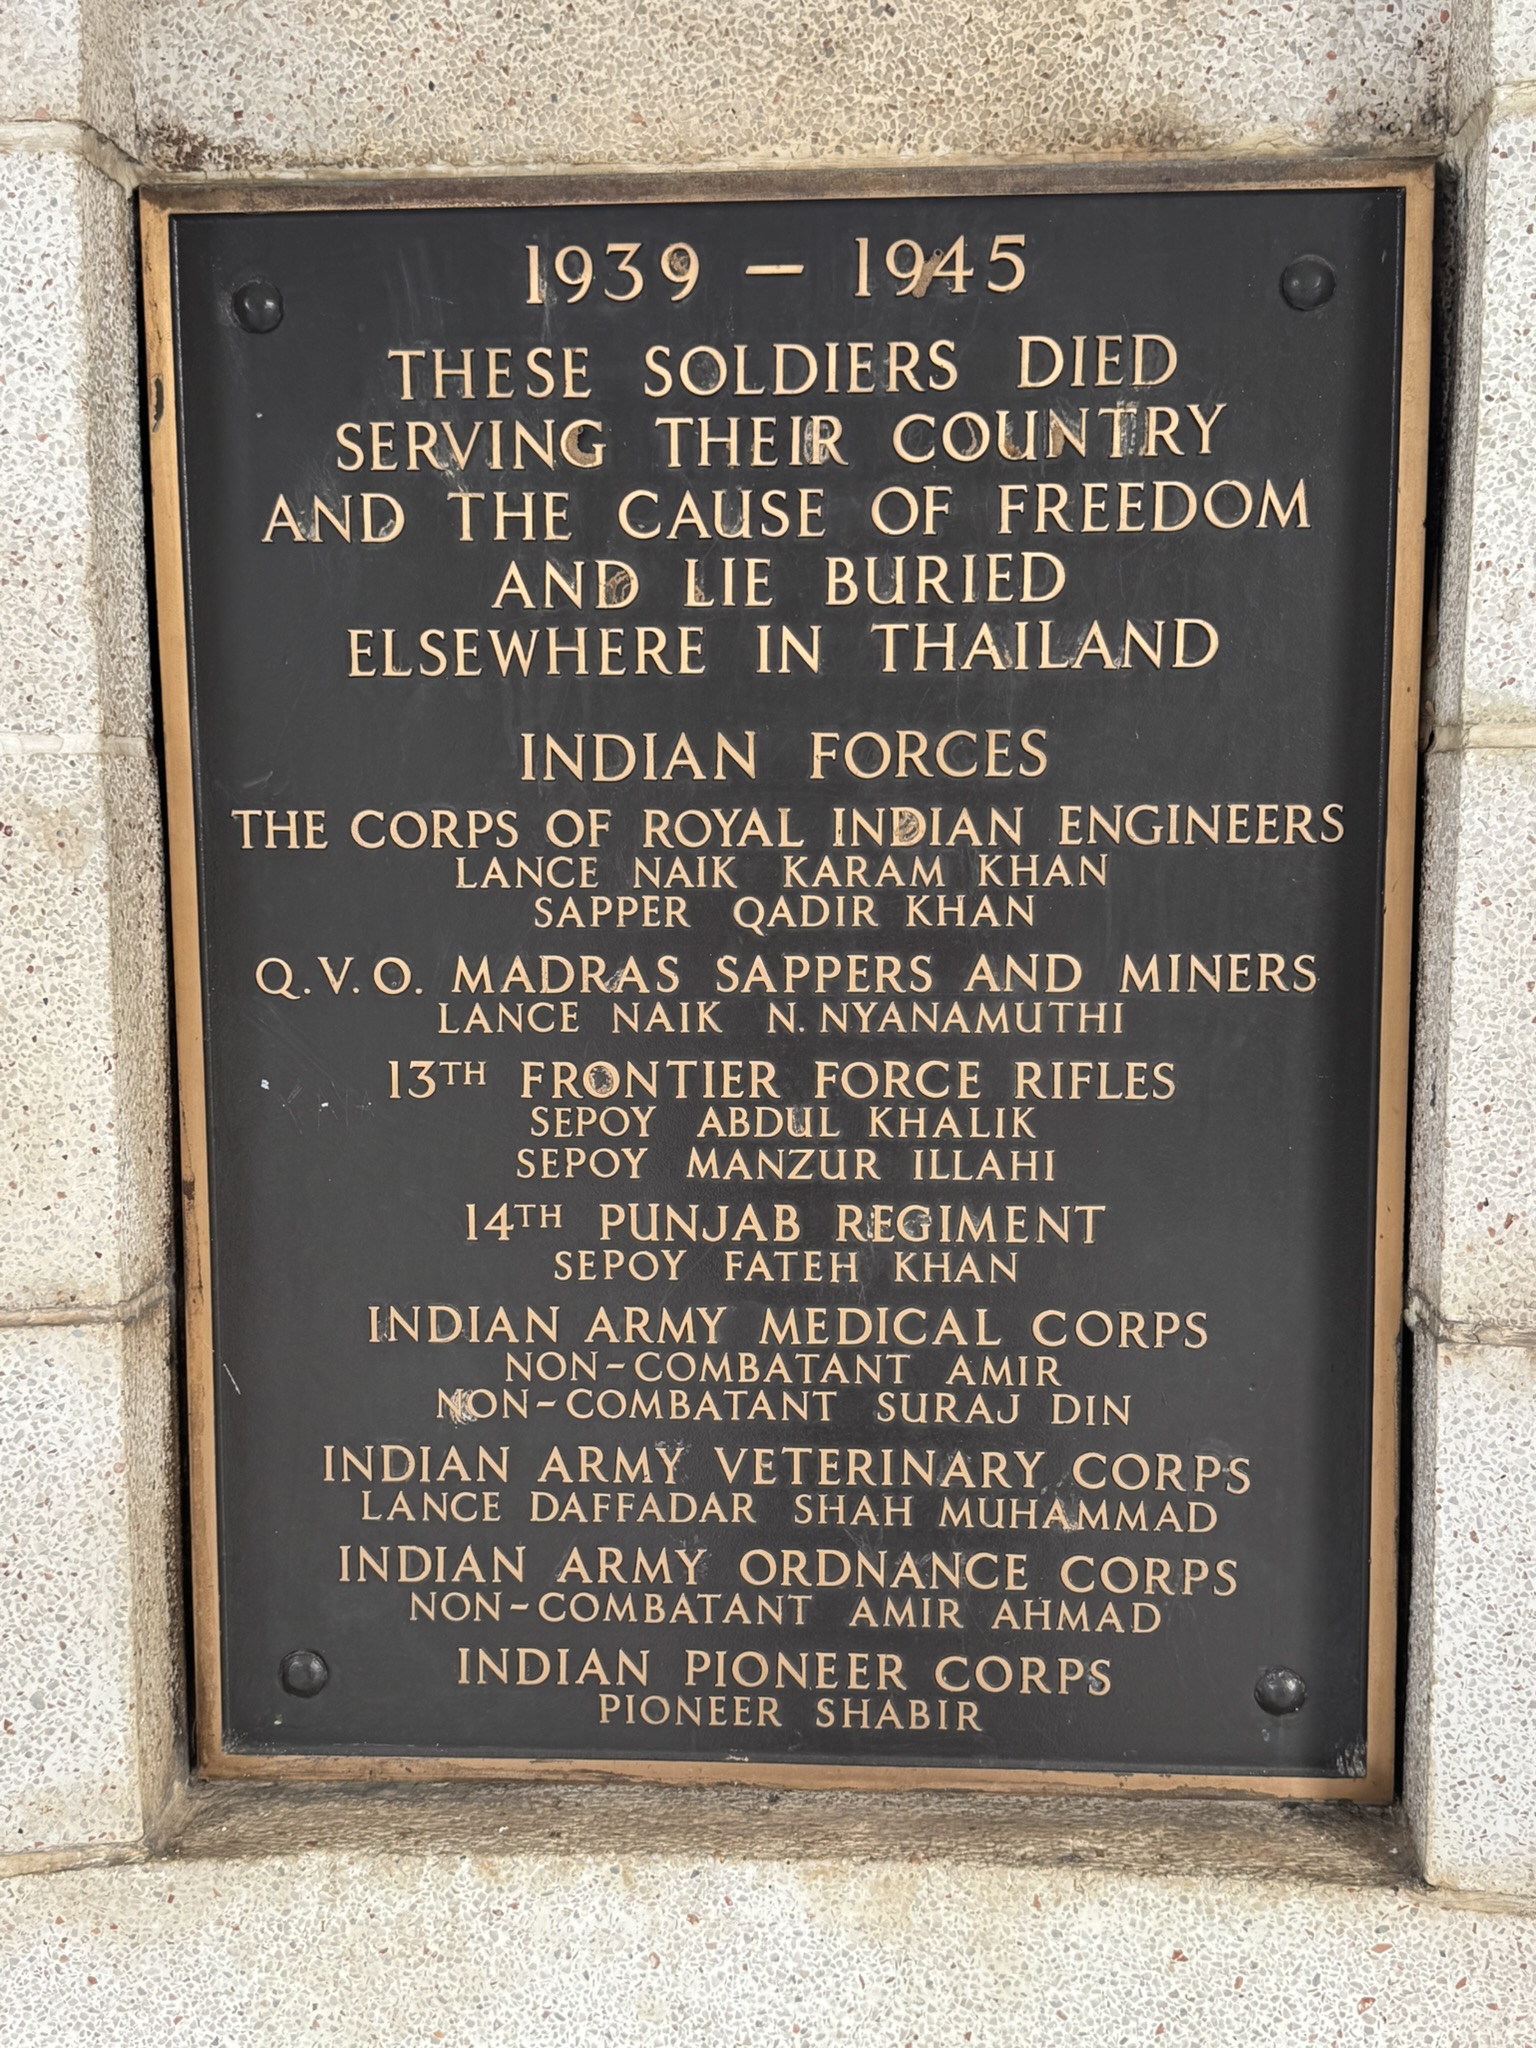 1939 – 1945
THESE SOLDIERS DIED
SERVING THEIR COUNTRY
AND THE CAUSE OF FREEDOM
AND LIE BURIED
ELSEWHERE IN THAILAND
INDIAN FORCES
THE CORPS OF ROYAL INDIAN ENGINEERS
LANCE NAIK KARAM KHAN
SAPPER QADIR KHAN
Q.V.O. MADRAS SAPPERS AND MINERS
LANCE NAIK N. NYANAMUTHI
13TH FRONTIER FORCE RIFLES
SEPOY ABDUL KHALIK
SEPOY MANZUR ILLAHI
14TH PUNJAB REGIMENT
SEPOY FATEH KHAN
INDIAN ARMY MEDICAL CORPS
NON-COMBATANT AMIR
NON-COMBATANT SURAJ DIN
INDIAN ARMY VETERINARY CORPS
LANCE DAFFADAR SHAH MUHAMMAD
INDIAN ARMY ORDNANCE CORPS
NON-COMBATANT AMIR AHMAD
INDIAN PIONEER CORPS
PIONEER SHABIR